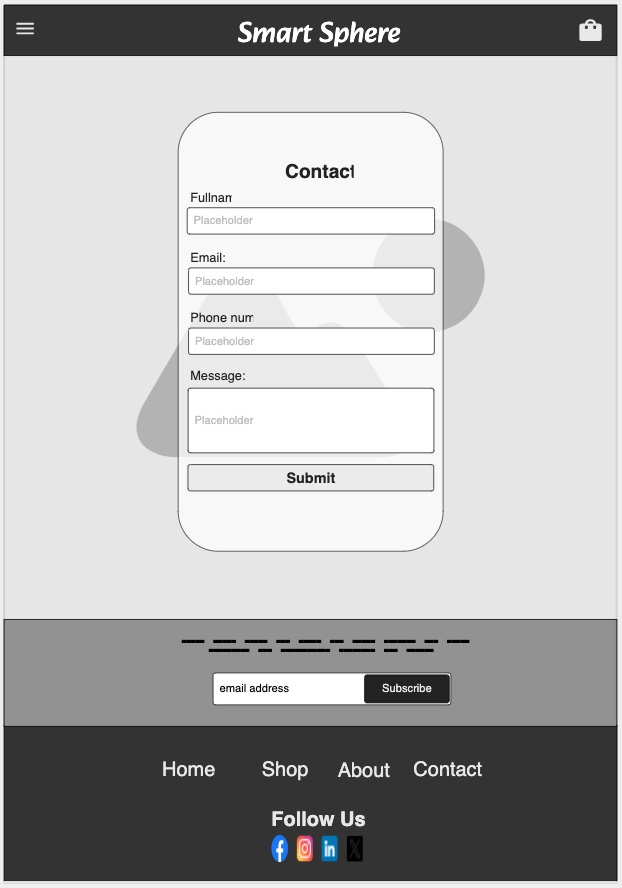 Smart Sphere
Contact
Fullnam
Placeholder
Email:
Placeholder
Phone num
Placeholder
Message:
Placeholder
Submit
email address Subscribe
Home Shop About Contact
Follow Us